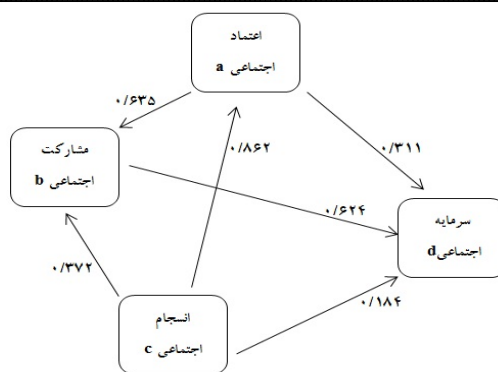 اعتماد
اجتماعی a
۰/۶۳۵
۰/۸۶۲
۰/۳۱۱
مشارکت
اجتماعی b
۰/۶۲۴
سرمایه
اجتماعیd
۰/۳۷۲
۰/۱۸۴
انسجام
اجتماعی c